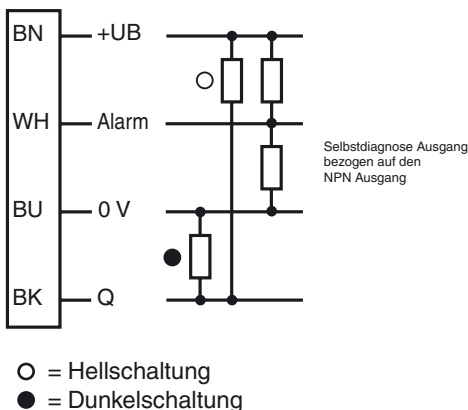 BN +UB
WH Alarm
Selbstdiagnose Ausgang
bezogen auf den
NPN Ausgang
BU 0 V
BK Q
= Hellschaltung
= Dunkelschaltung